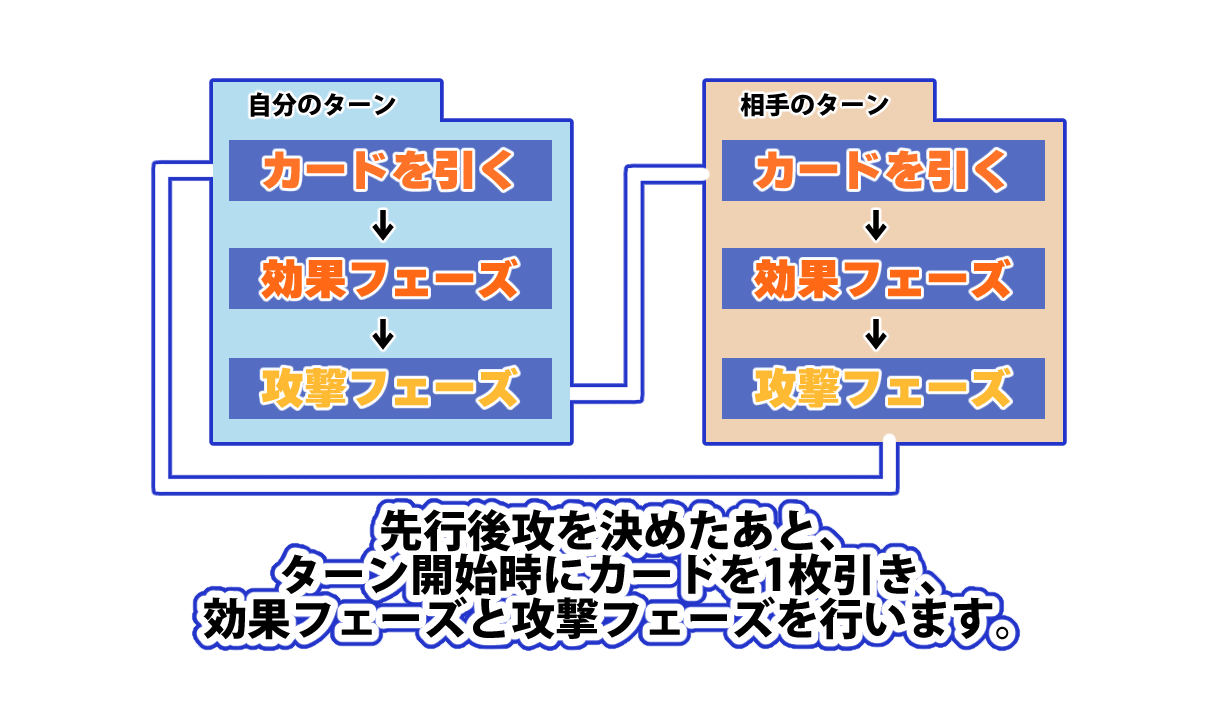 自分のターン
カードを引く
↓
効果フェーズ
↓
攻撃フェーズ
相手のターン
カードを引く
↓
効果フェーズ
↓
攻撃フェーズ
先行後攻を決めたあと、
ターン開始時にカードを1枚引き、
効果フェーズと攻撃フェーズを行います。